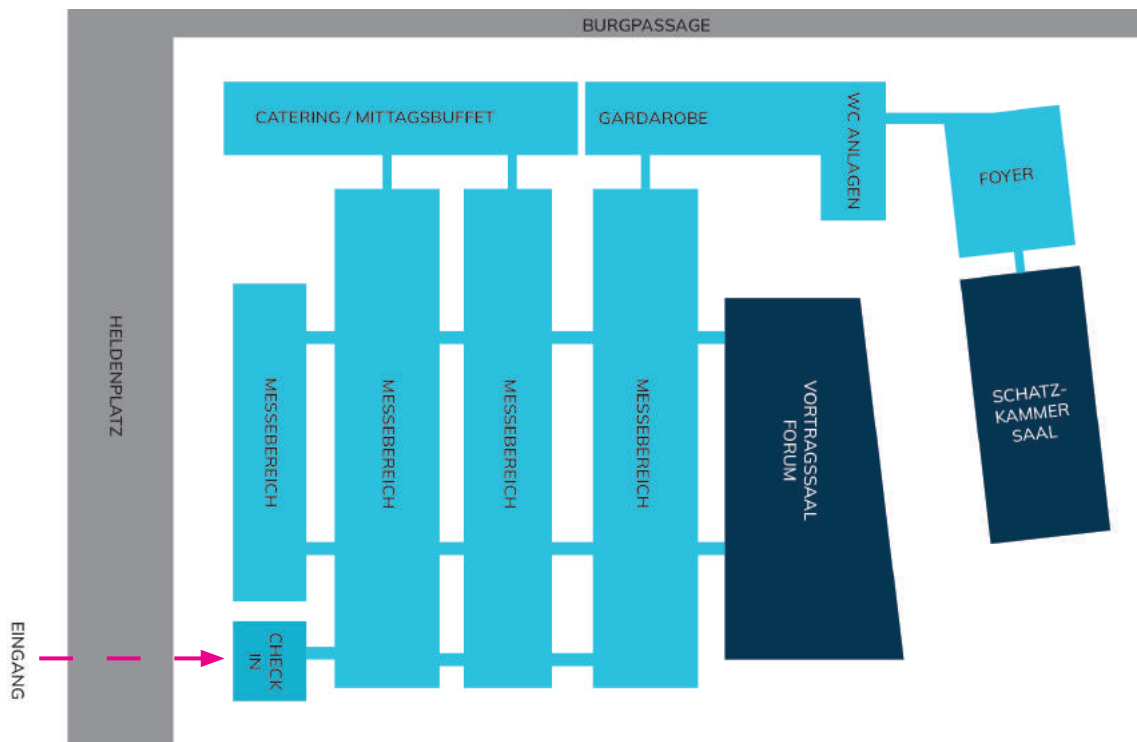 BURGPASSAGE
CATERING / MITTAGSBUFFET
GARDAROBE
WC ANLAGEN
FOYER
HELDENPLATZ
MESSEBEREICH
MESSEBEREICH
MESSEBEREICH
MESSEBEREICH
VORTRAGSSAAL
FORUM
SCHATZ-
KAMMER
SAAL
EINGANG
CHECK
IN